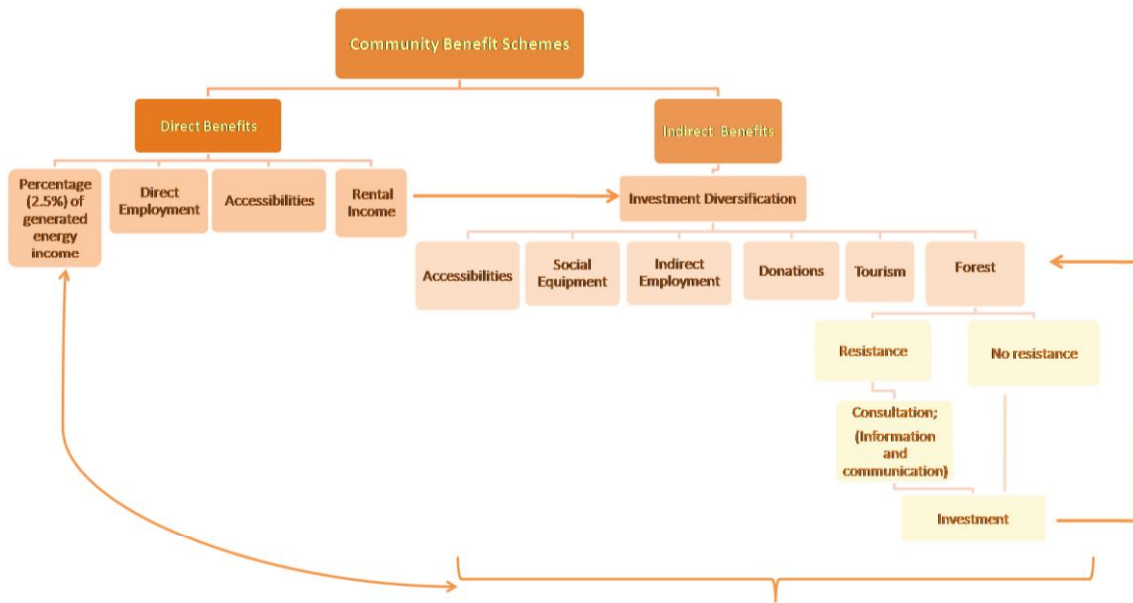 Community Benefit Schemes
Direct Benefits
Indirect Benefits
Percentage
(2.5%) of
generated
energy
income
Direct
Employment
Accessibilities
Rental
Income
Investment Diversification
Accessibilities
Social
Equipment
Indirect
Employment
Donations
Tourism
Forest
Resistance
No resistance
Consultation;
(Information
and
communication)
Investment